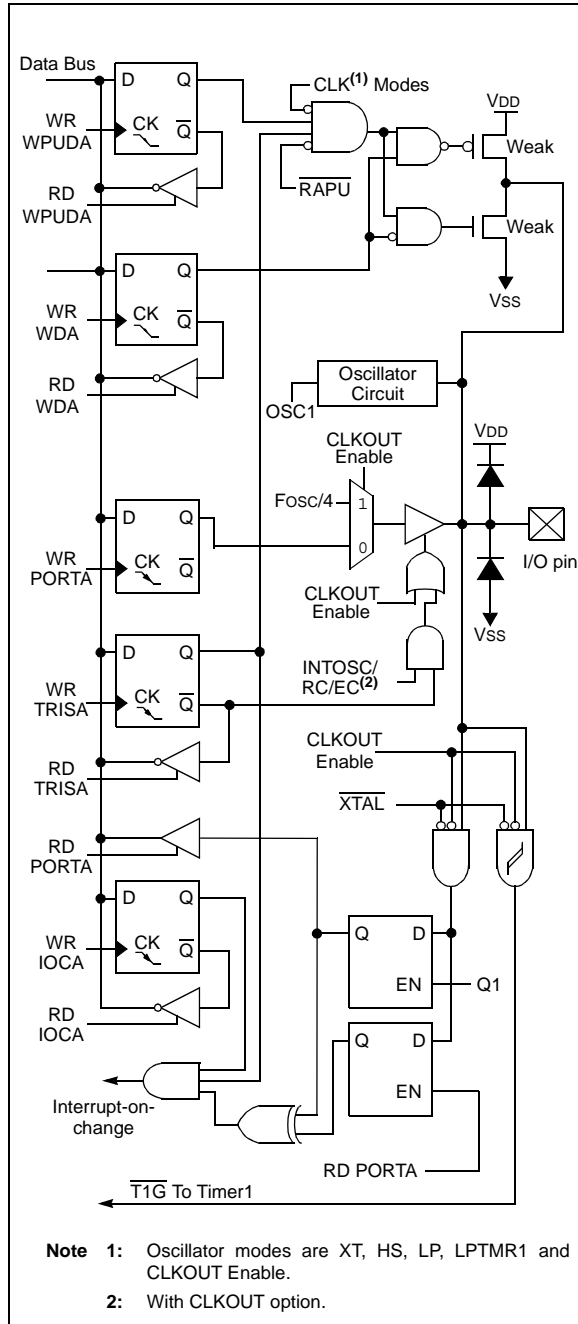 Data Bus
D Q
CLK(1) Modes
VDD
WR
WPUDA
CK
Q
Weak
RD
WPUDA
RAPU
Weak
D Q
VSS
WR
WDA
CK
Q
RD
WDA
Oscillator
Circuit
OSC1
CLKOUT
Enable
VDD
FOSC/4
1
D Q
0
I/O pin
WR
PORTA
CK
Q
CLKOUT
Enable
VSS
D Q
INTOSC/
RC/EC(2)
WR
TRISA
CK
Q
CLKOUT
Enable
RD
TRISA
XTAL
RD
PORTA
D Q
WR
IOCA
CK
Q
Q D
EN
Q1
RD
IOCA
Q D
EN
Interrupt-on-
change
RD PORTA
T1G To Timer1
Note 1: Oscillator modes are XT, HS, LP, LPTMR1 and
CLKOUT Enable.
2: With CLKOUT option.